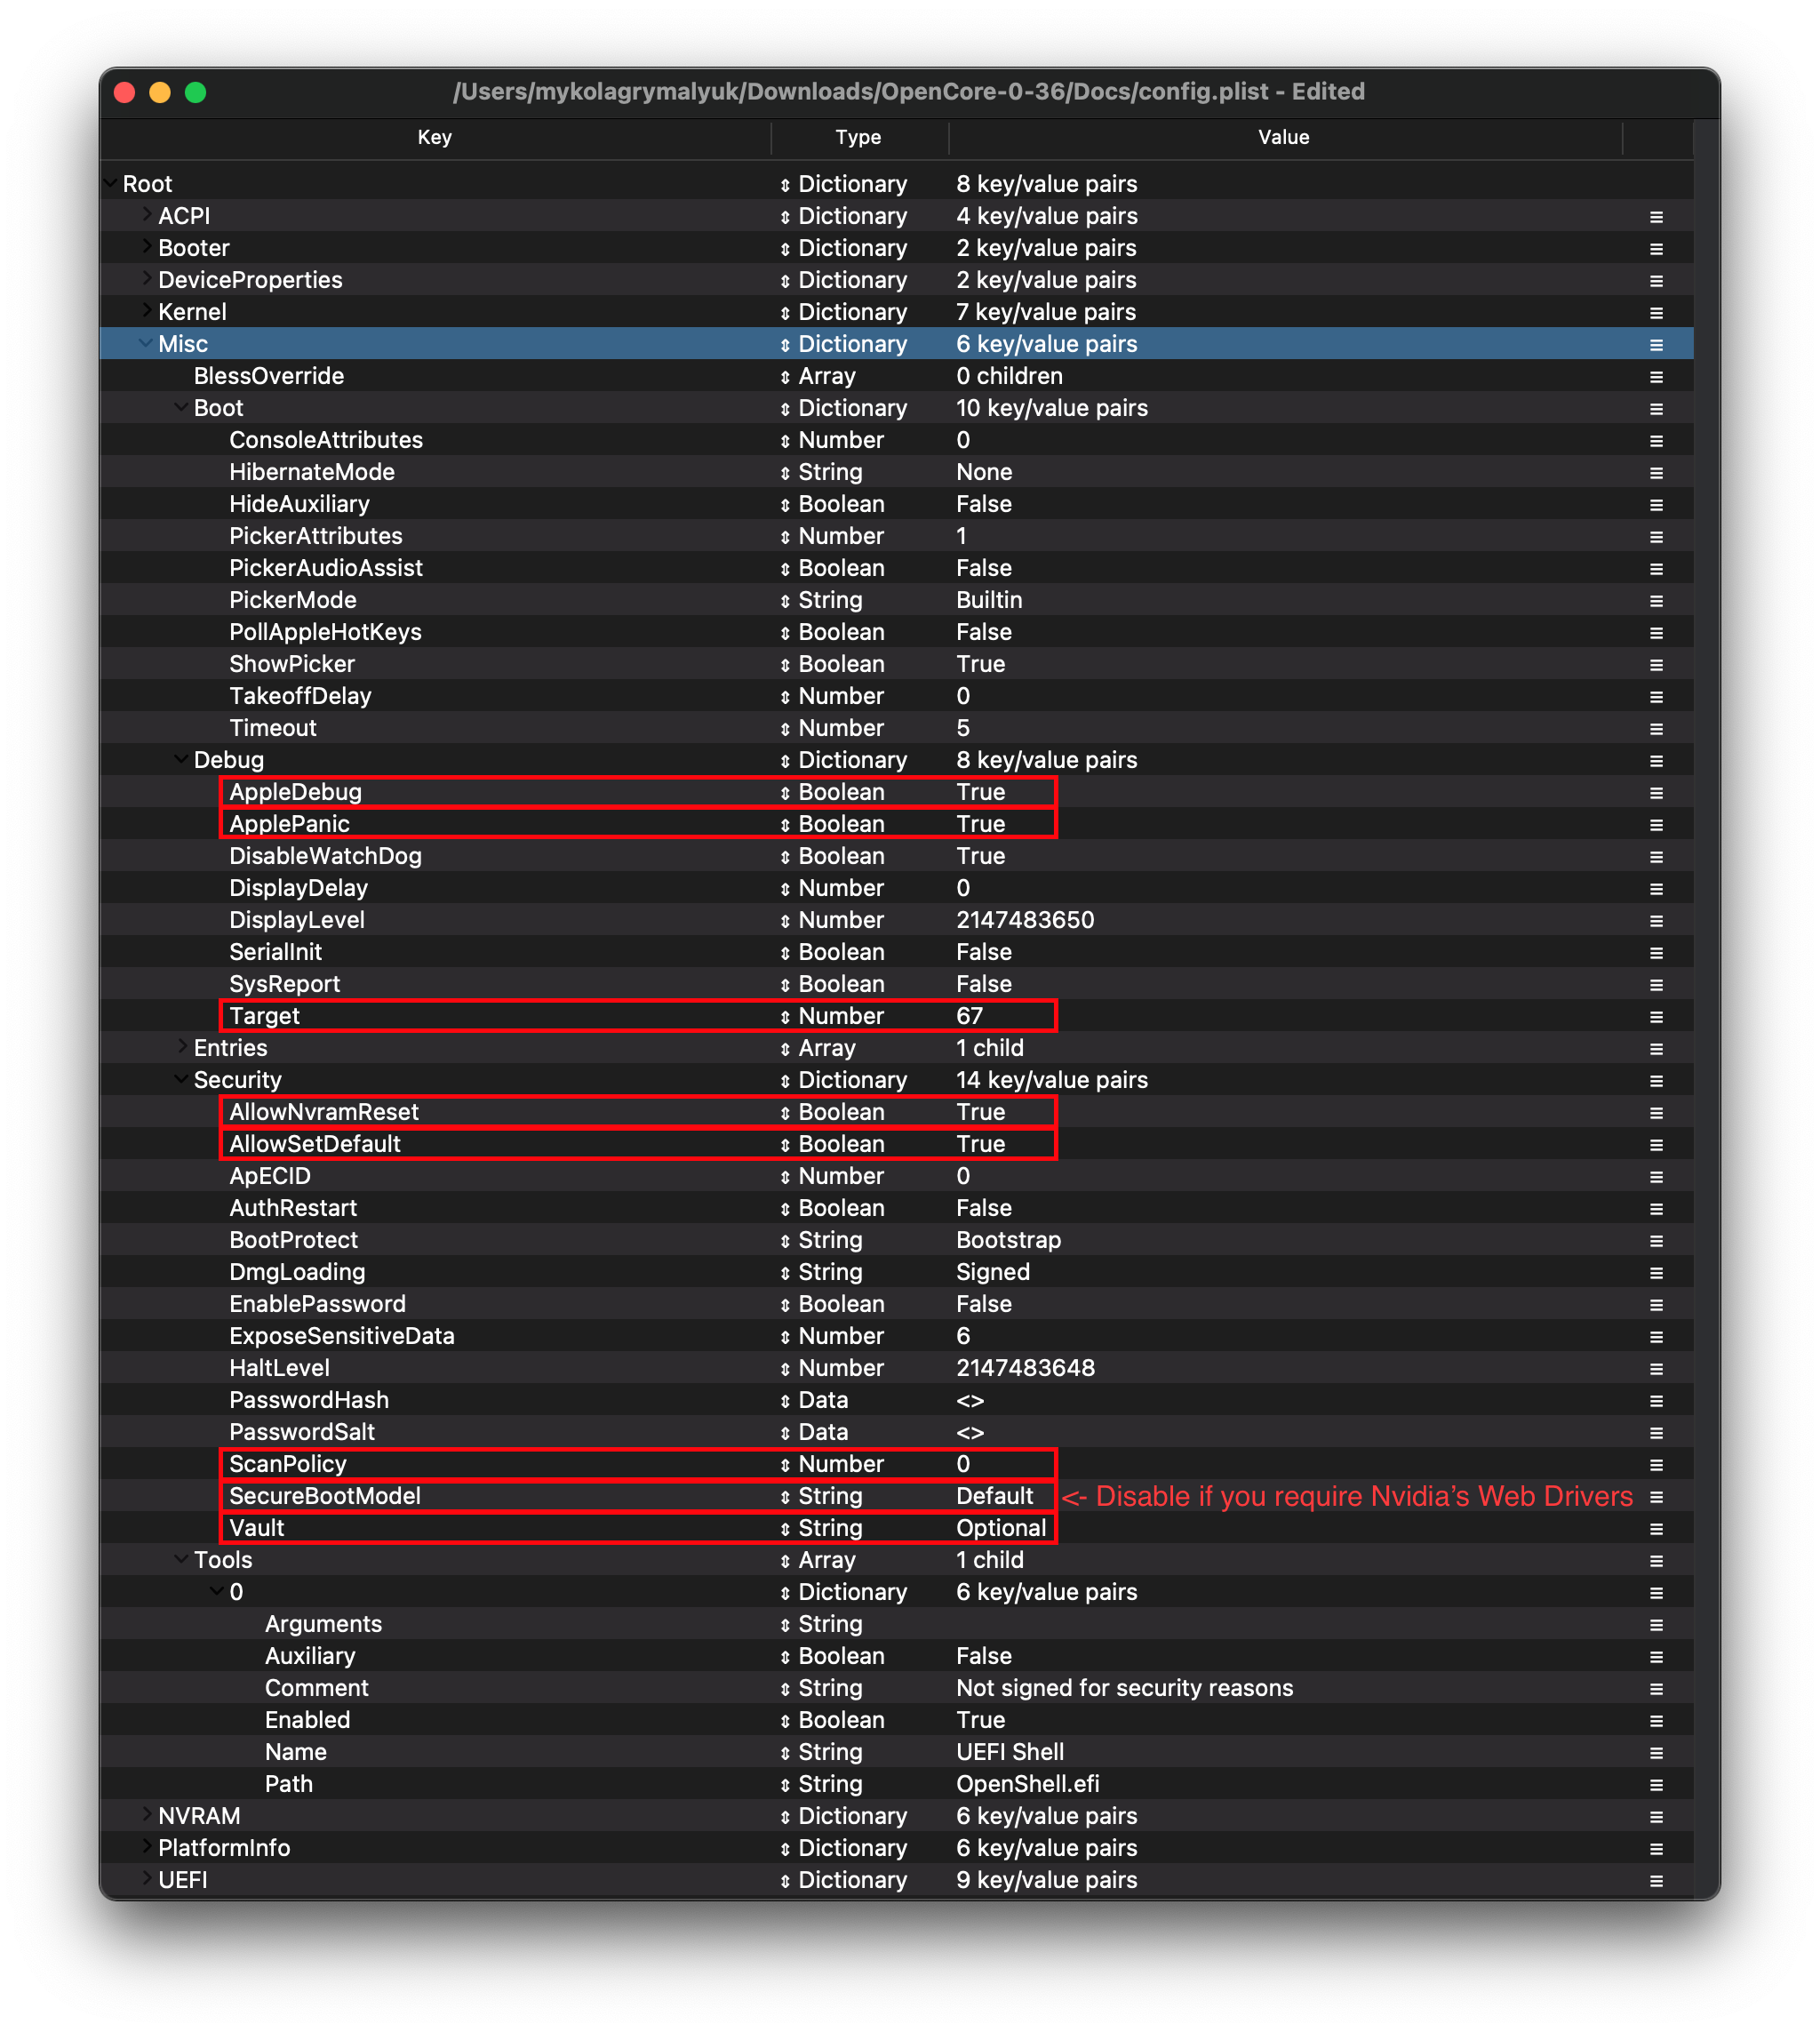 /Users/mykolagrymalyuk/Downloads/OpenCore-0-36/Docs/config.plist - Edited
Key Type Value
Root Dictionary 8 key/value pairs
ACPI Dictionary 4 key/value pairs
Booter Dictionary 2 key/value pairs
DeviceProperties Dictionary 2 key/value pairs
Kernel Dictionary 7 key/value pairs
Misc Dictionary 6 key/value pairs
BlessOverride Array 0 children
Boot Dictionary 10 key/value pairs
ConsoleAttributes Number 0
HibernateMode String None
HideAuxiliary Boolean False
PickerAttributes Number 1
PickerAudioAssist Boolean False
PickerMode String Builtin
PollAppleHotKeys Boolean False
ShowPicker Boolean True
TakeoffDelay Number 0
Timeout Number 5
Debug Dictionary 8 key/value pairs
AppleDebug Boolean True
ApplePanic Boolean True
DisableWatchDog Boolean True
DisplayDelay Number 0
DisplayLevel Number 2147483650
SerialInit Boolean False
SysReport Boolean False
Target Number 67
Entries Array 1 child
Security Dictionary 14 key/value pairs
AllowNvramReset Boolean True
AllowSetDefault Boolean True
ApECID Number 0
AuthRestart Boolean False
BootProtect String Bootstrap
DmgLoading String Signed
EnablePassword Boolean False
ExposeSensitiveData Number 6
HaltLevel Number 2147483648
PasswordHash Data <>
PasswordSalt Data <>
ScanPolicy Number 0
SecureBootModel String Default <- Disable if you require Nvidia’s Web Drivers
Vault String Optional
Tools Array 1 child
0 Dictionary 6 key/value pairs
Arguments String
Auxiliary Boolean False
Comment String Not signed for security reasons
Enabled Boolean True
Name String UEFI Shell
Path String OpenShell.efi
NVRAM Dictionary 6 key/value pairs
PlatformInfo Dictionary 6 key/value pairs
UEFI Dictionary 9 key/value pairs